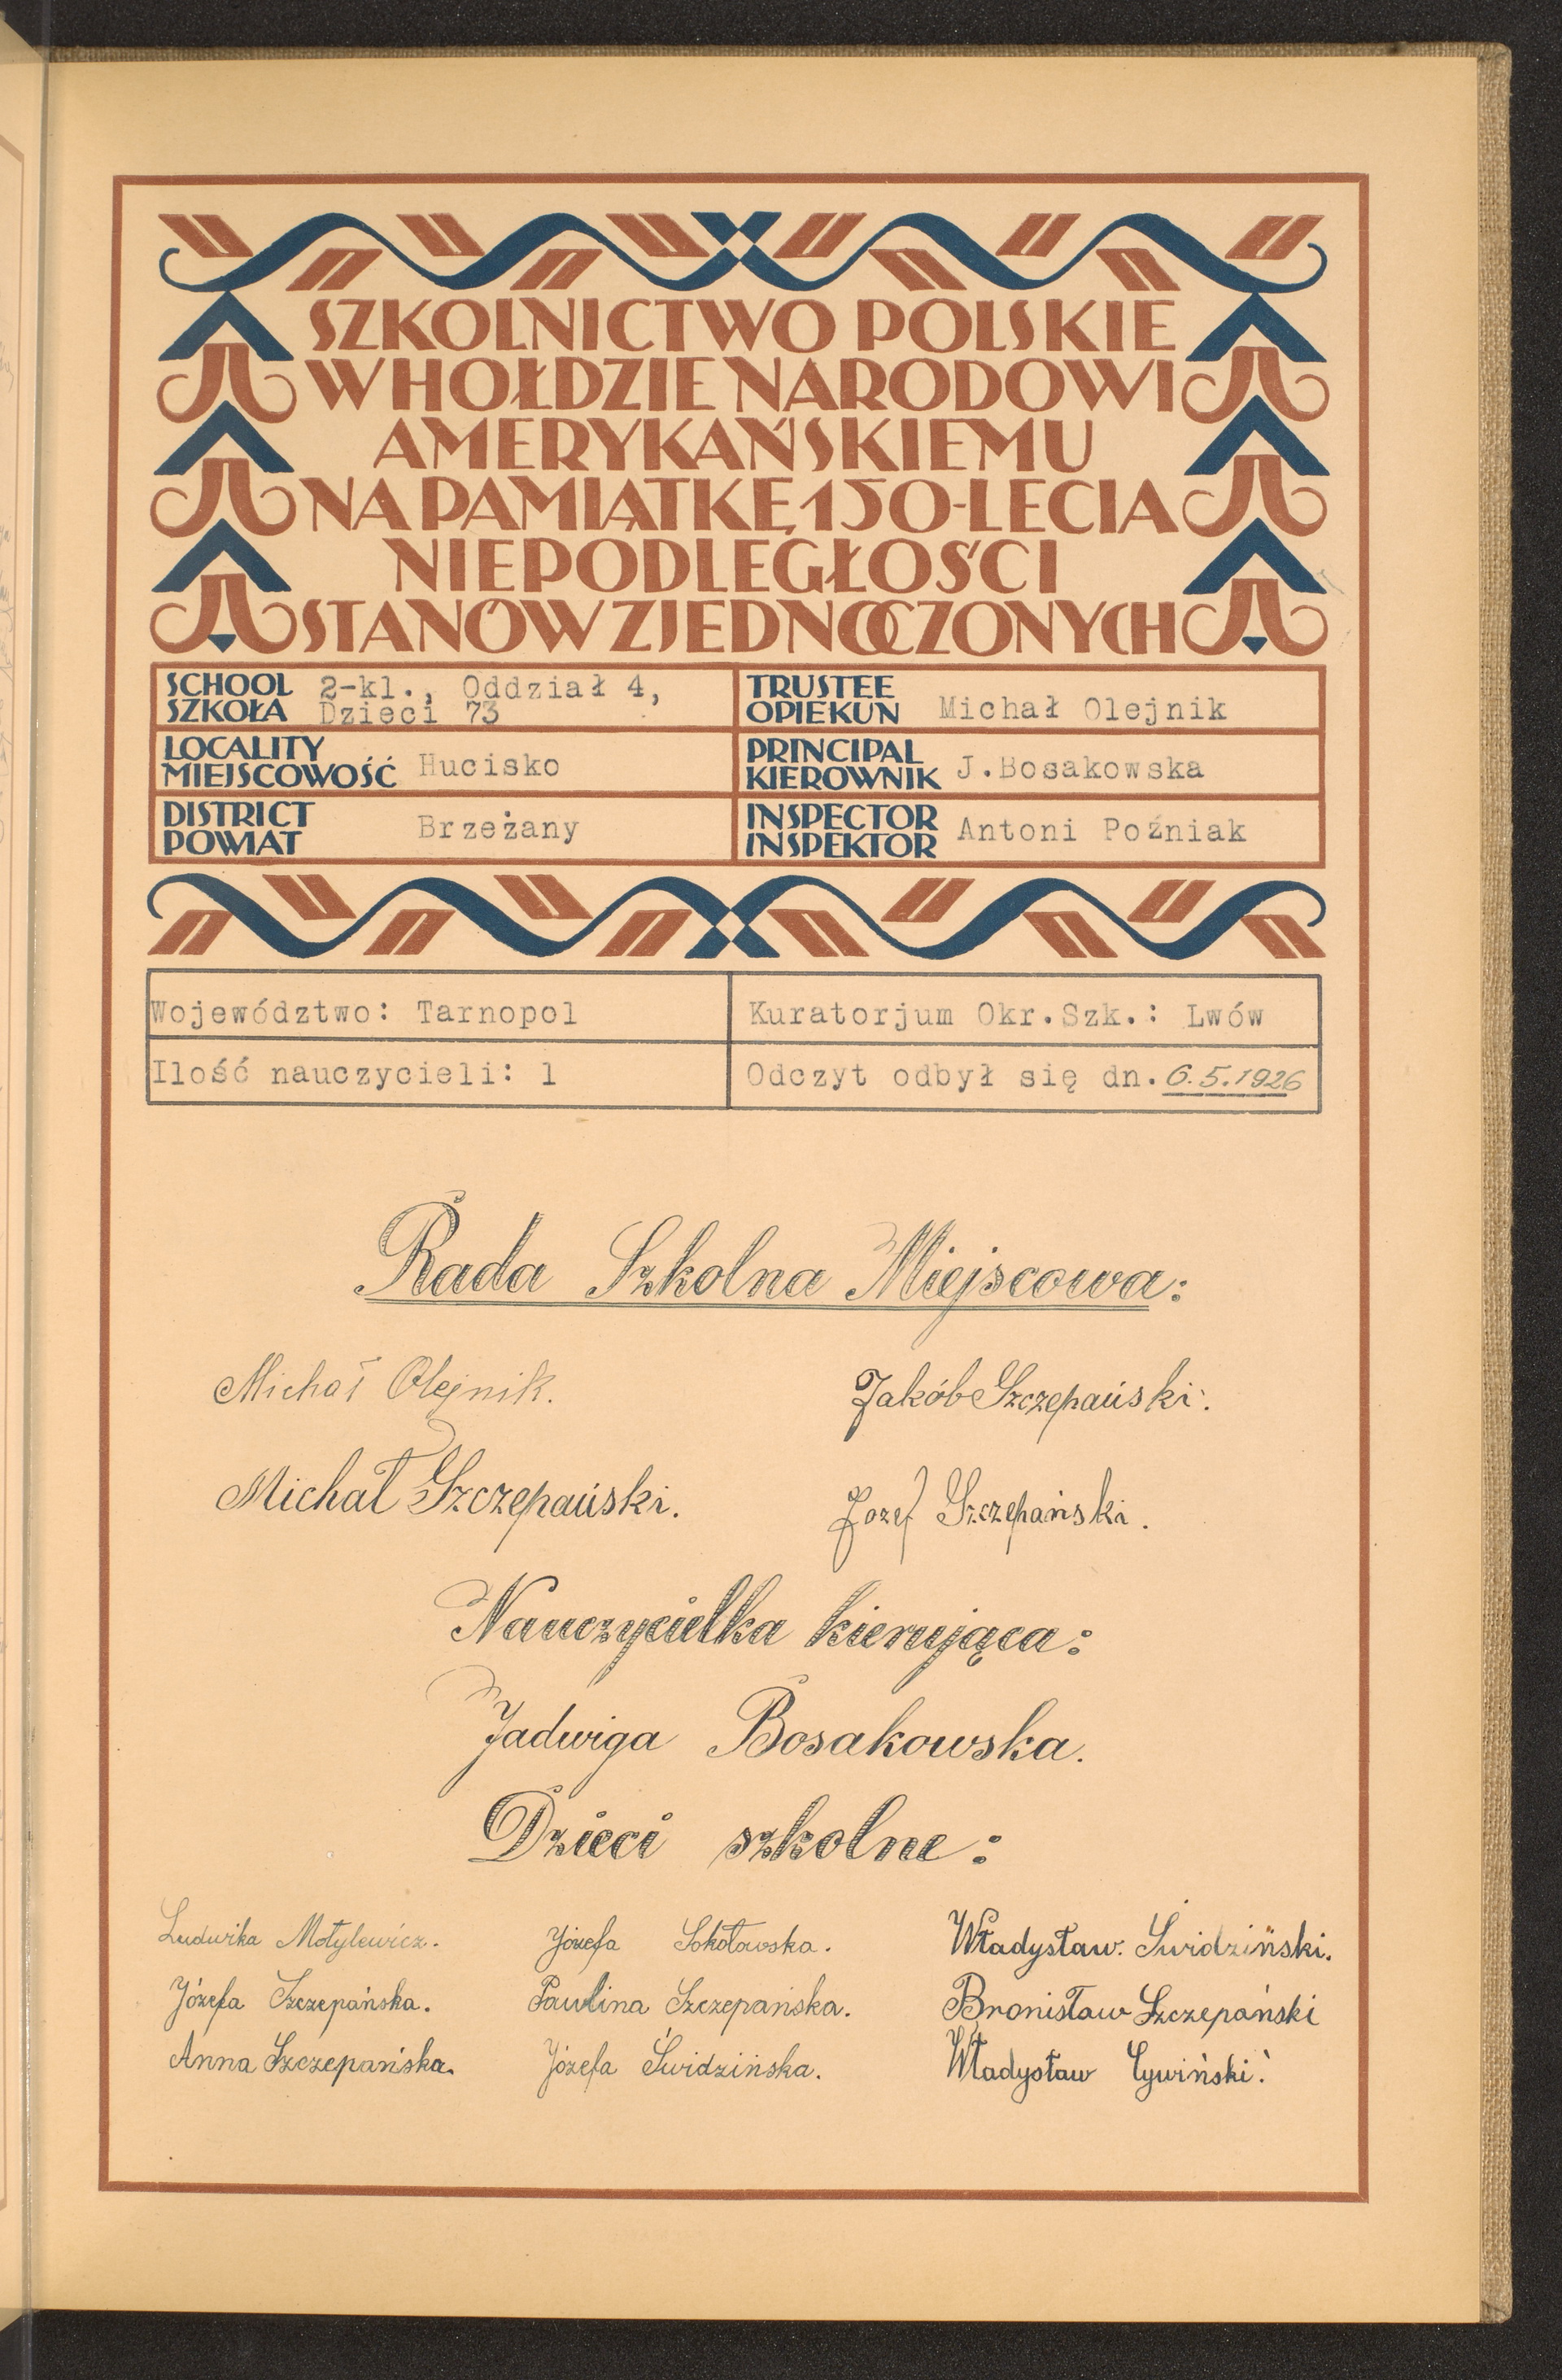 SZKOLNICTWO POLSKIE
W HOŁDZIE NARODOWI
AMERYKAŃSKIEMU
NA PAMIĄTKĘ 150-LECIA
NIEPODLEGŁOŚCI
STANÓW ZJEDNOCZONYCH
SCHOOL
SZKOŁA
2-kl., Oddział 4,
Dzieci 73
TRUSTEE
OPIEKUN
Michał Olejnik
LOCALITY
MIEJSCOWOŚĆ
Hucisko
PRINCIPAL
KIEROWNIK
J.Bosakowska
DISTRICT
POWIAT
Brzeżany
INSPECTOR
INSPEKTOR
Antoni Poźniak
Województwo: Tarnopol
Kuratorjum Okr.Szk.: Lwów
Ilość nauczycieli: 1
Odczyt odbył się dn. 6.5.1926
Rada Szkolna Miejscowa:
Michał Olejnik.
Jakób Szczepański.
Michał Szczepański.
Jozef Szczepański.
Nauczycielka kierująca:
Jadwiga Bosakowska.
Dzieci szkolne:
Ludwika Motylewicz.
Józefa Sokołowska.
Władysław. Świdziński.
Józefa Szczepańska.
Paulina Szczepańska.
Bronisław Szczepański
Anna Szczepańska.
Józefa Świdzińska.
Władysław Cywiński.